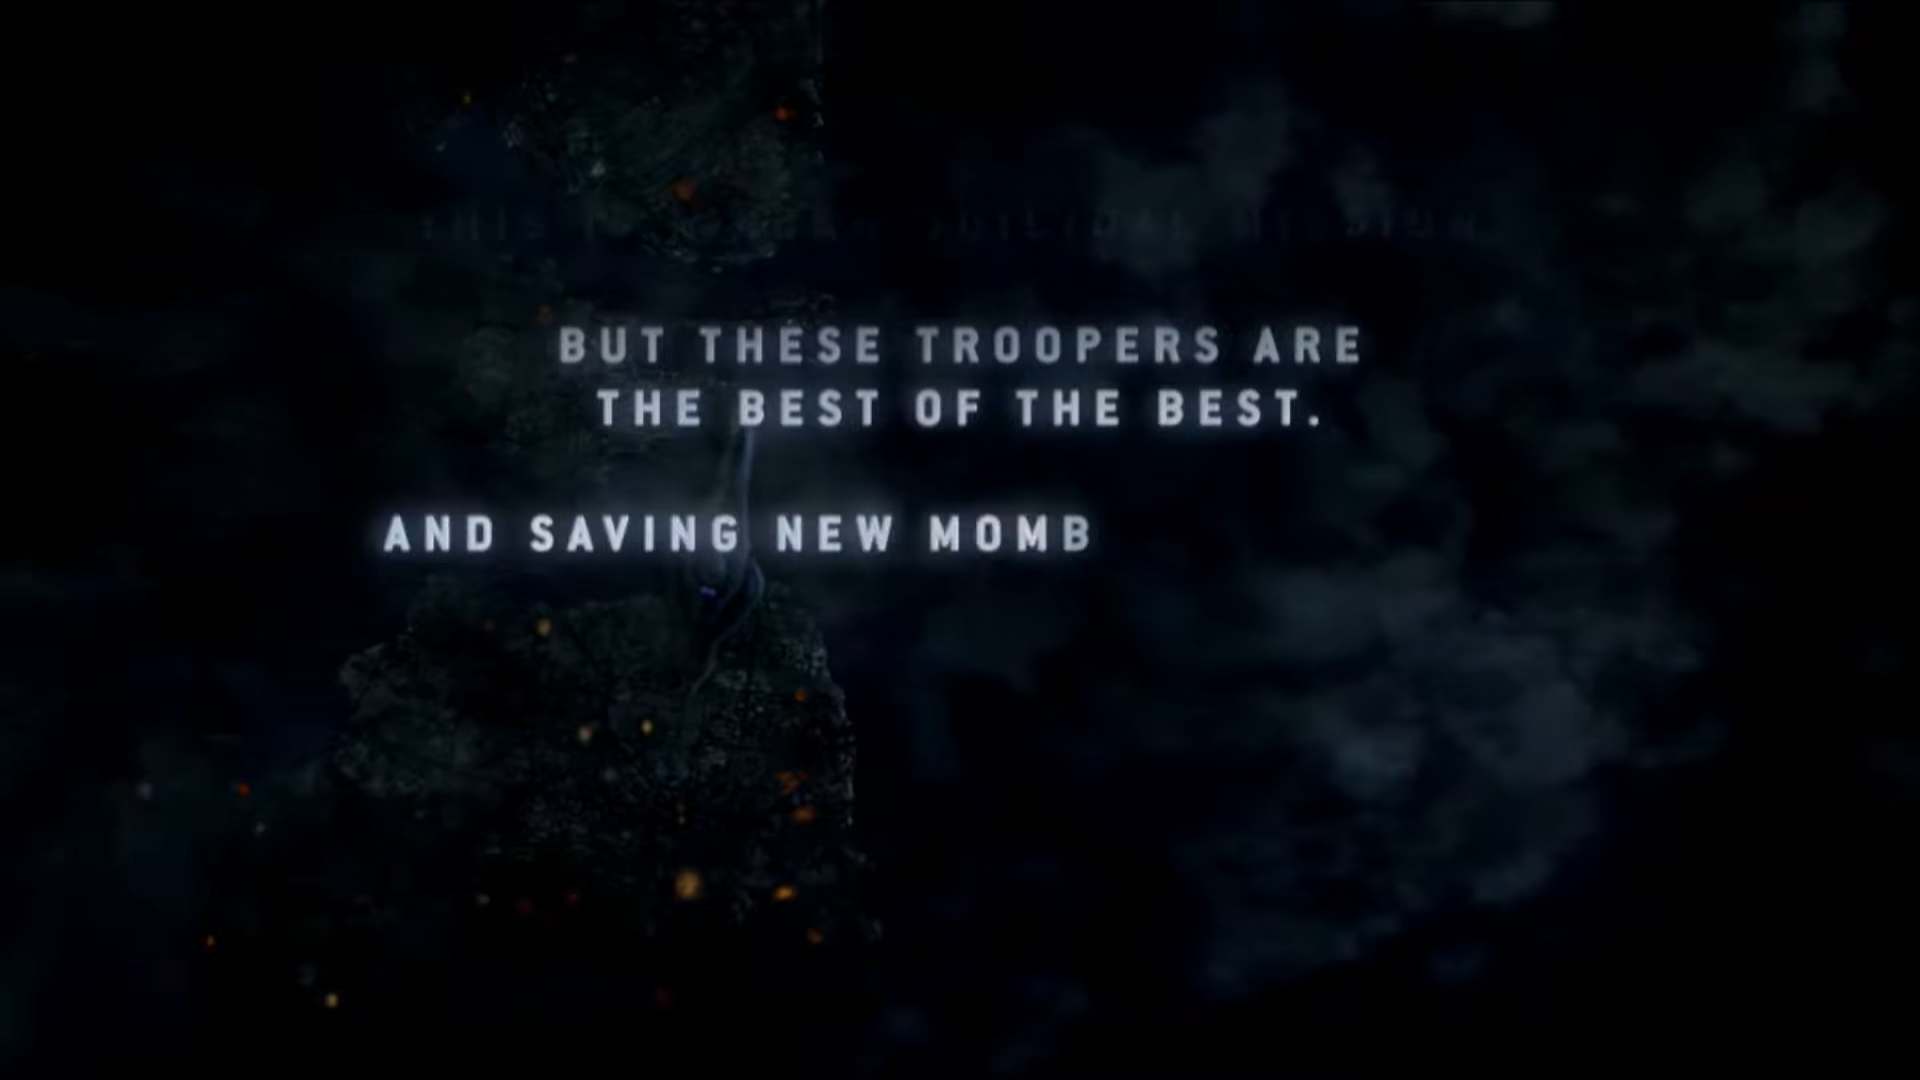 BUT THESE TROOPERS ARE
THE BEST OF THE BEST.
AND SAVING NEW MOMB